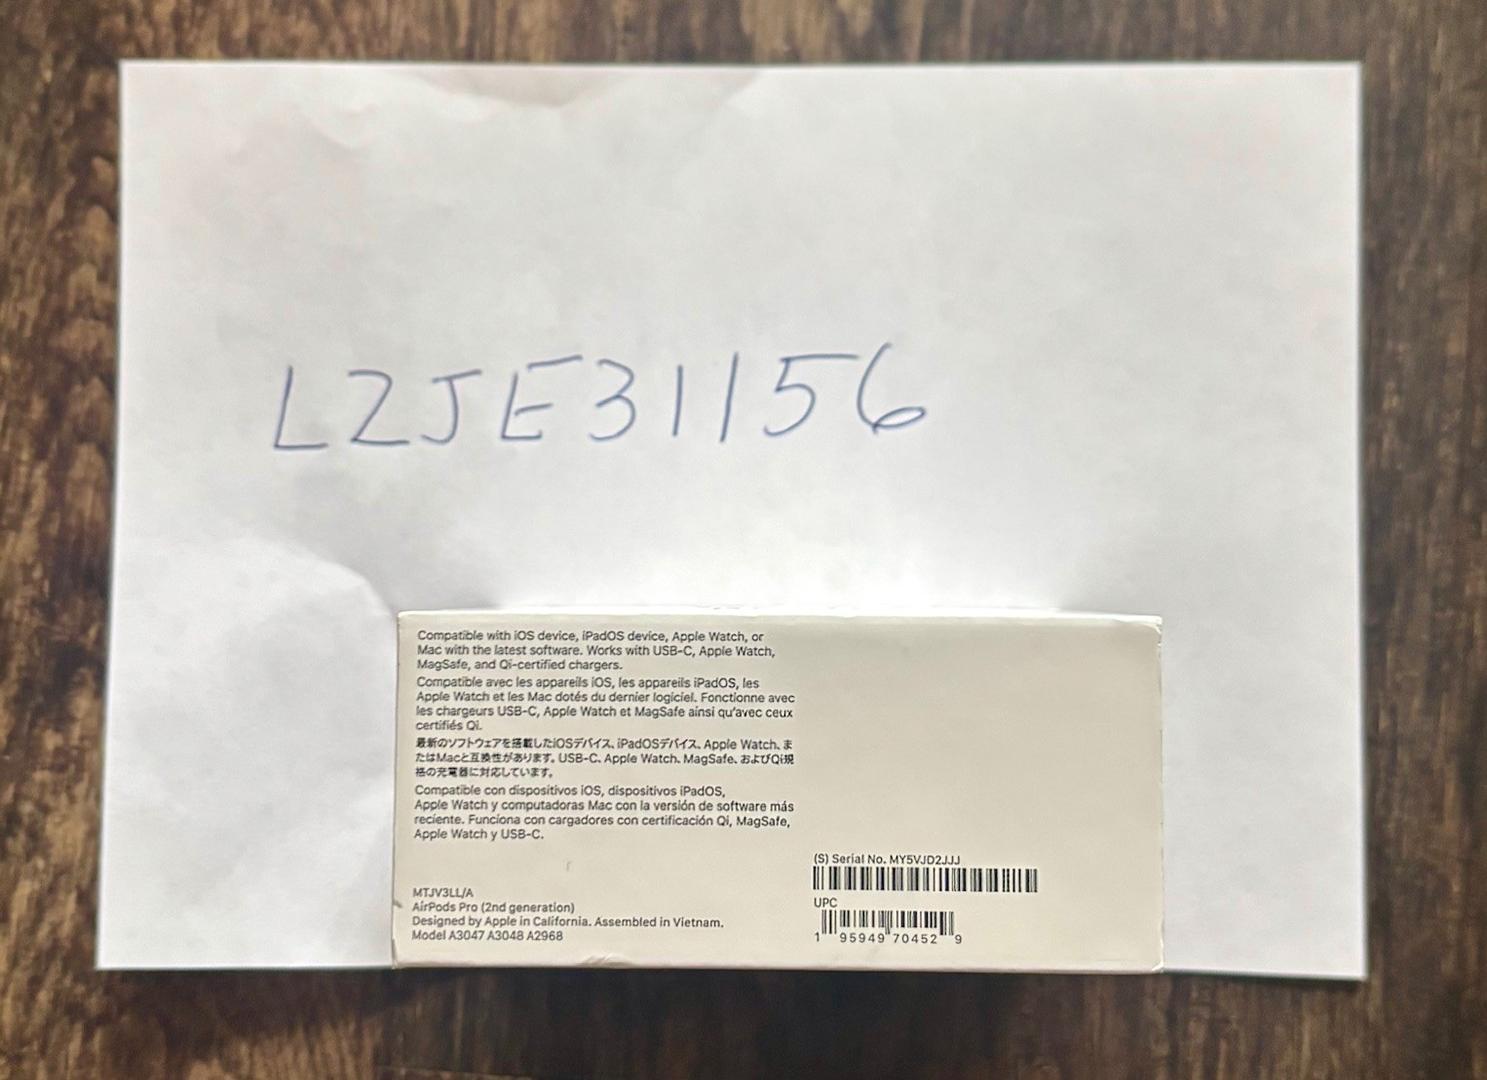 LZJE31156
Compatible with iOS device, iPadOS device, Apple Watch, or
Mac with the latest software. Works with USB-C, Apple Watch,
MagSafe, and Qi-certified chargers.
Compatible avec les appareils iOS, les appareils iPadOS, les
Apple Watch et les Mac dotés du dernier logiciel. Fonctionne avec
les chargeurs USB-C, Apple Watch et MagSafe ainsi qu'avec ceux
certifiés Qi.
最新のソフトウェアを搭載したiOSデバイス、iPadOSデバイス、Apple Watch、ま
たはMacと互換性があります。USB-C、Apple Watch、MagSafe、およびQi規
格の充電器に対応しています。
Compatible con dispositivos iOS, dispositivos iPadOS,
Apple Watch y computadoras Mac con la versión de software más
reciente. Funciona con cargadores con certificación Qi, MagSafe,
Apple Watch y USB-C.
MTJV3LL/A
AirPods Pro (2nd generation)
Designed by Apple in California. Assembled in Vietnam.
Model A3047 A3048 A2968
(S) Serial No. MY5VJD2JJJ
UPC
1 95949 70452 9